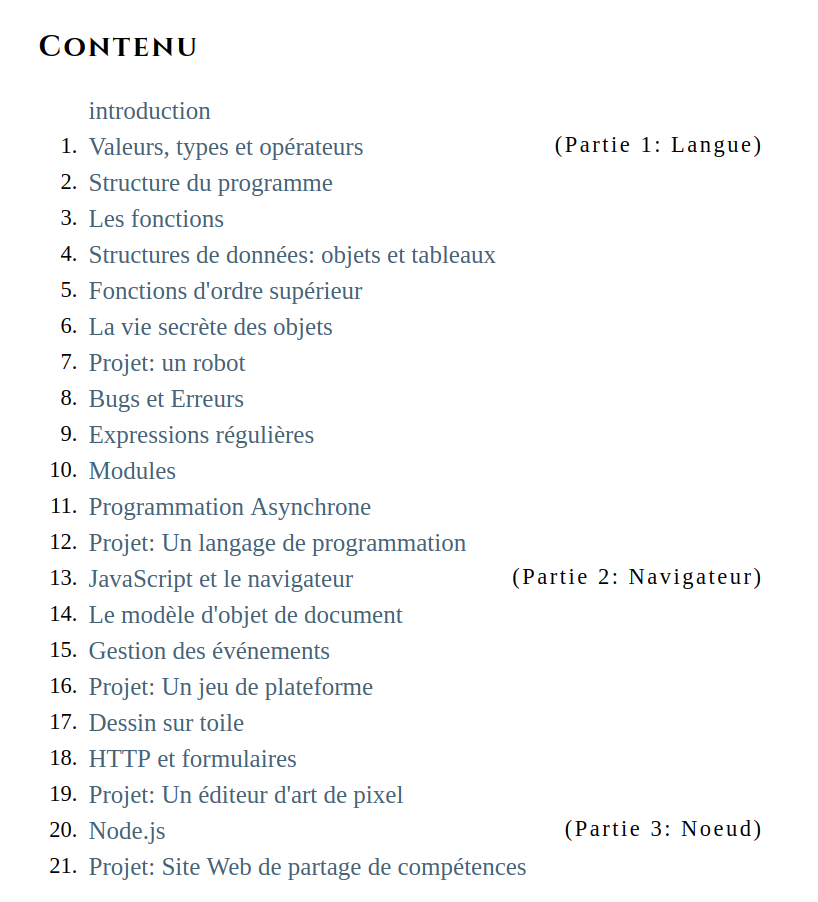 Contenu
introduction
1. Valeurs, types et opérateurs (Partie 1: Langue)
2. Structure du programme
3. Les fonctions
4. Structures de données: objets et tableaux
5. Fonctions d'ordre supérieur
6. La vie secrète des objets
7. Projet: un robot
8. Bugs et Erreurs
9. Expressions régulières
10. Modules
11. Programmation Asynchrone
12. Projet: Un langage de programmation
13. JavaScript et le navigateur (Partie 2: Navigateur)
14. Le modèle d'objet de document
15. Gestion des événements
16. Projet: Un jeu de plateforme
17. Dessin sur toile
18. HTTP et formulaires
19. Projet: Un éditeur d'art de pixel
20. Node.js (Partie 3: Noeud)
21. Projet: Site Web de partage de compétences